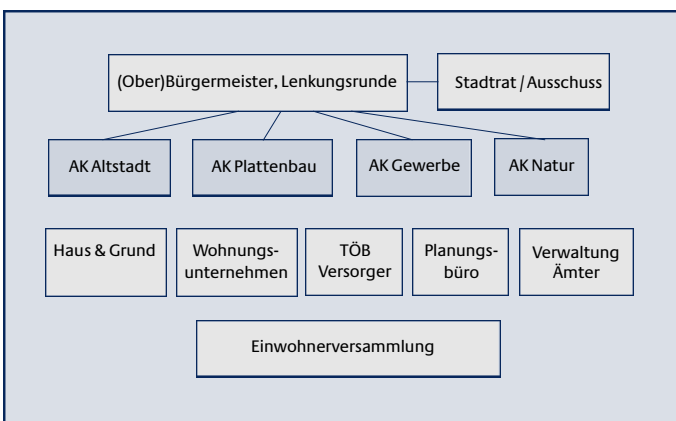 (Ober)Bürgermeister, Lenkungsrunde
Stadtrat / Ausschuss
AK Altstadt
AK Plattenbau
AK Gewerbe
AK Natur
Haus & Grund
Wohnungs-
unternehmen
TÖB
Versorger
Planungs-
büro
Verwaltung
Ämter
Einwohnerversammlung